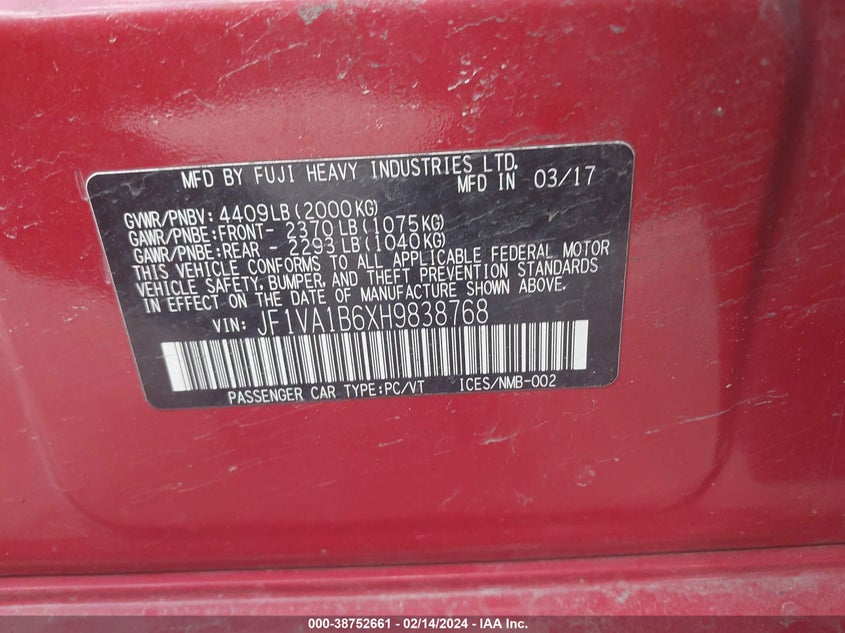 MFD BY FUJI HEAVY INDUSTRIES LTD.
MFD IN 03/17
GVWR/PNBV: 4409LB(2000KG)
GAWR/PNBE:FRONT- 2370LB(1075KG)
GAWR/PNBE:REAR - 2293LB(1040KG)
THIS VEHICLE CONFORMS TO ALL APPLICABLE FEDERAL MOTOR
VEHICLE SAFETY, BUMPER, AND THEFT PREVENTION STANDARDS
IN EFFECT ON THE DATE OF MANUFACTURE SHOWN ABOVE.
VIN: JF1VA1B6XH9838768
PASSENGER CAR TYPE:PC/VT ICES/NMB-002
000-38752661 - 02/14/2024 - IAA Inc.